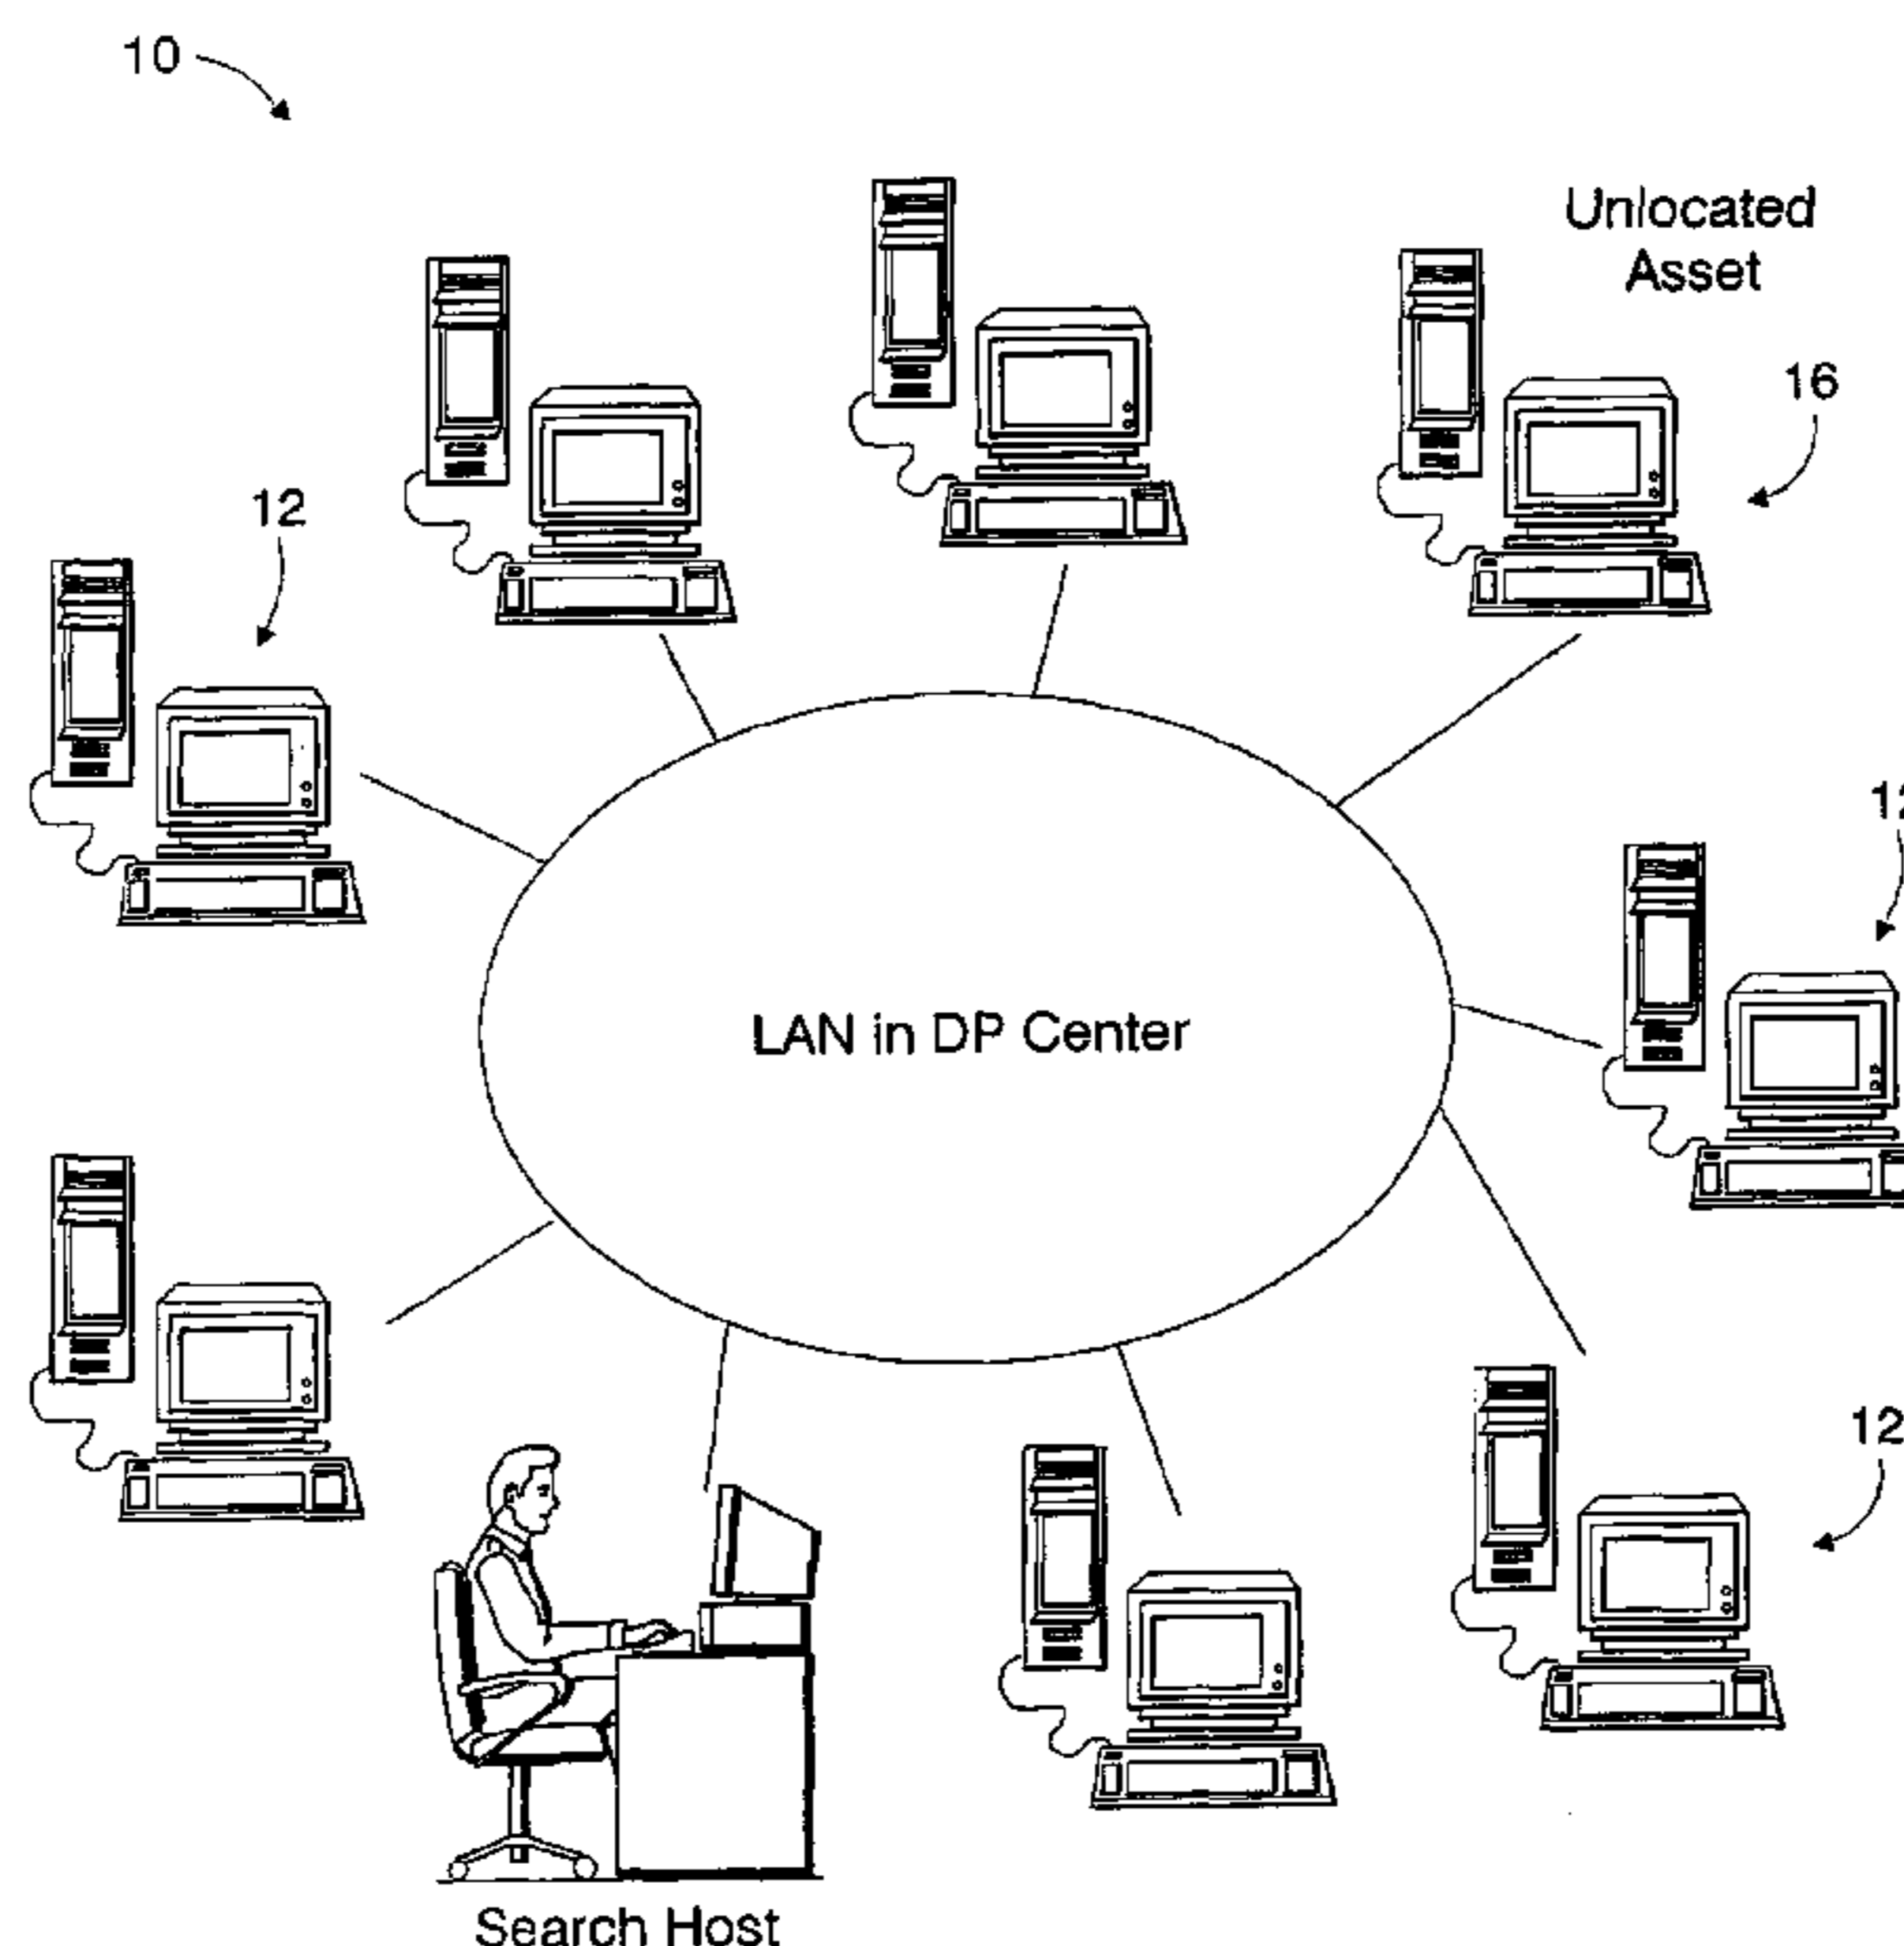 10
Unlocated
Asset
16
12
LAN in DP Center
12
Search Host